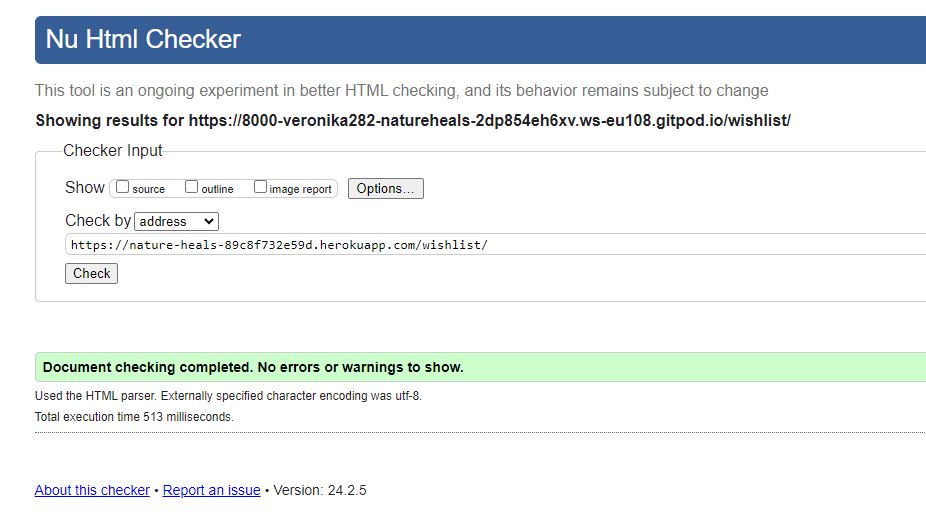 Nu Html Checker
This tool is an ongoing experiment in better HTML checking, and its behavior remains subject to change
Showing results for https://8000-veronika282-natureheals-2dp854eh6xv.ws-eu108.gitpod.io/wishlist/
Checker Input
Show source outline image report Options...
Check by address
https://nature-heals-89c8f732e59d.herokuapp.com/wishlist/
Check
Document checking completed. No errors or warnings to show.
Used the HTML parser. Externally specified character encoding was utf-8.
Total execution time 513 milliseconds.
About this checker • Report an issue • Version: 24.2.5